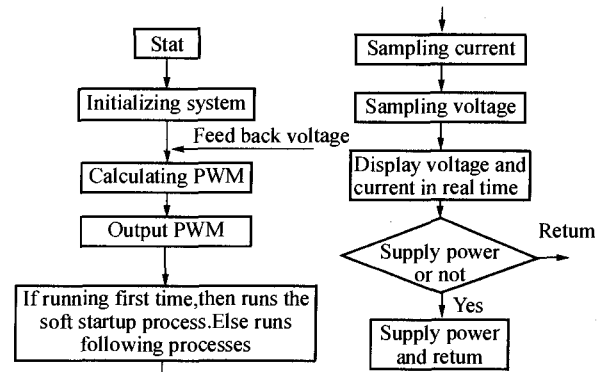 Stat
Initializing system
Feed back voltage
Calculating PWM
Output PWM
If running first time,then runs the
soft startup process.Else runs
following processes
Sampling current
Sampling voltage
Display voltage and
current in real time
Supply power
or not
Retum
Yes
Supply power
and retum